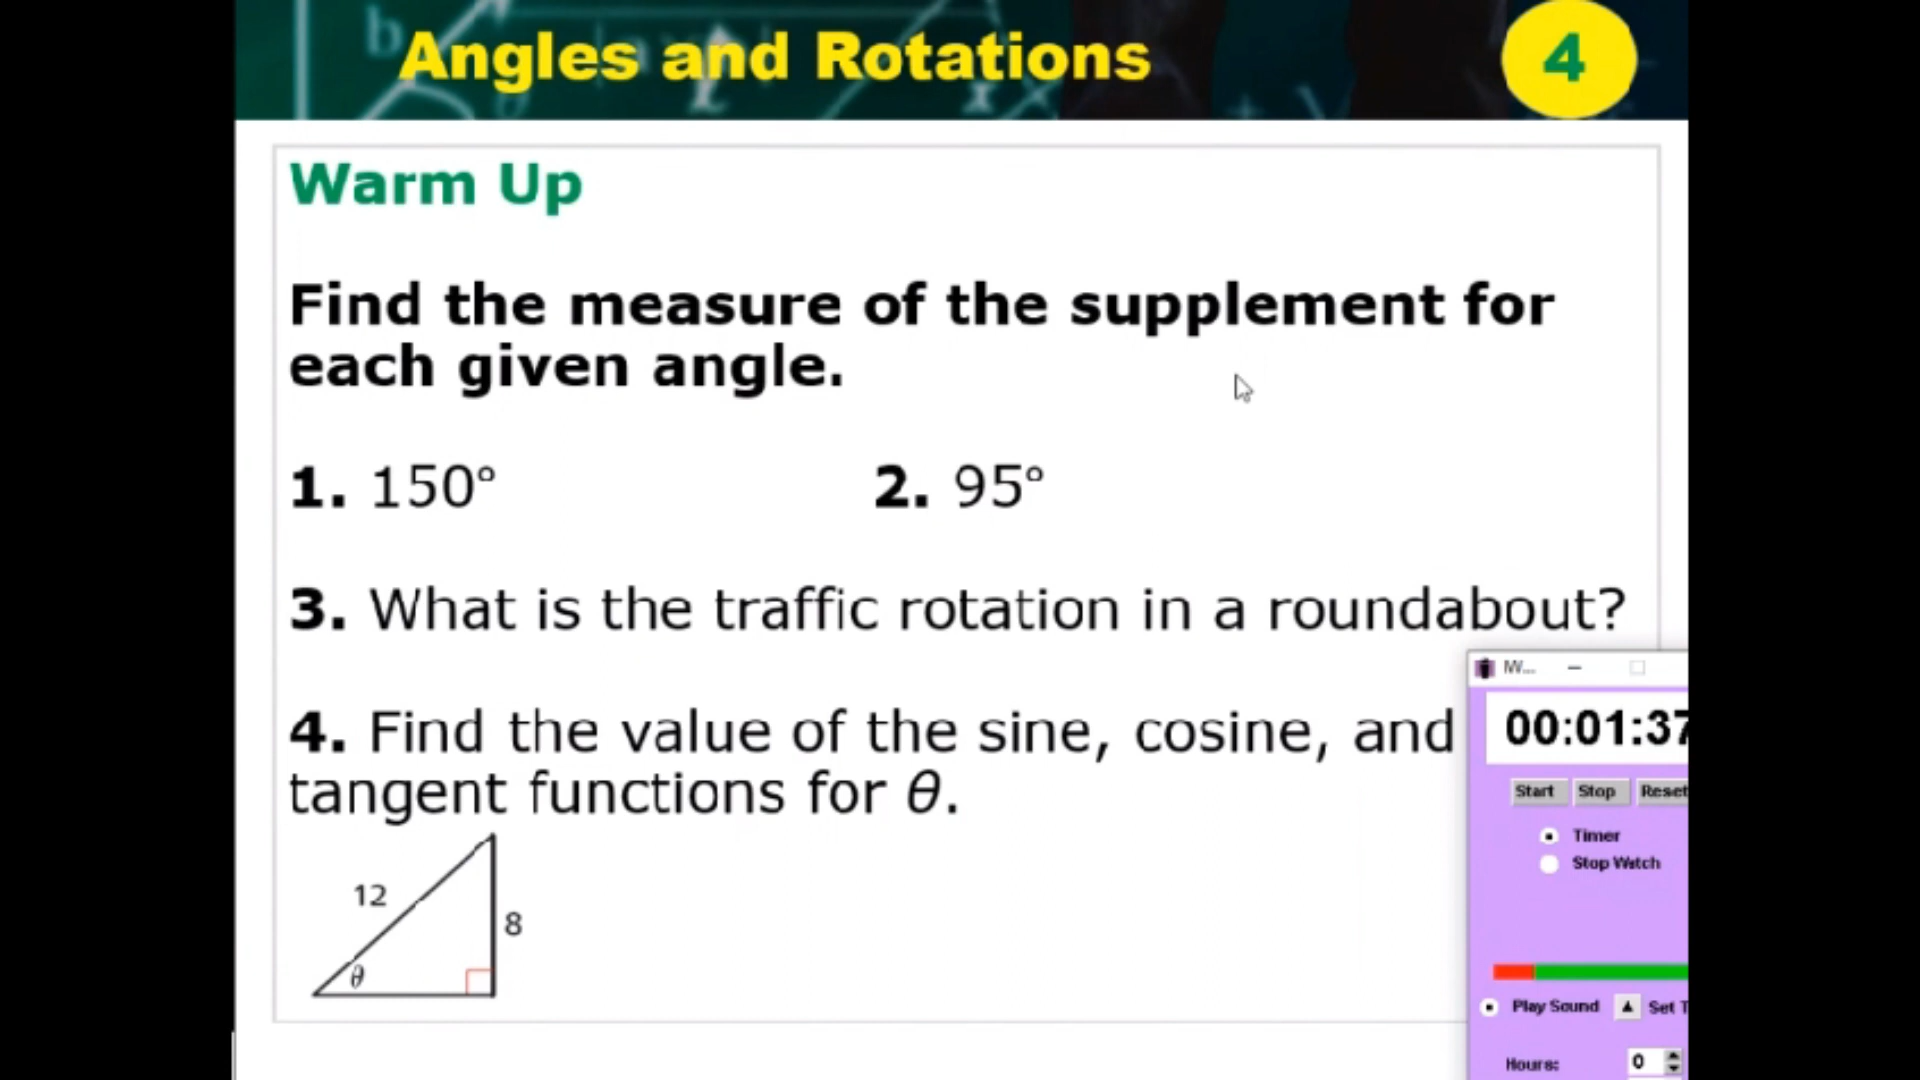 Angles and Rotations
4
Warm Up
Find the measure of the supplement for
each given angle.
1. 150° 2. 95°
3. What is the traffic rotation in a roundabout?
4. Find the value of the sine, cosine, and
tangent functions for θ.
12
8
θ
00:01:37
Start Stop Reset
Timer
Stop Watch
Play Sound ▲ Set
Hours: 0